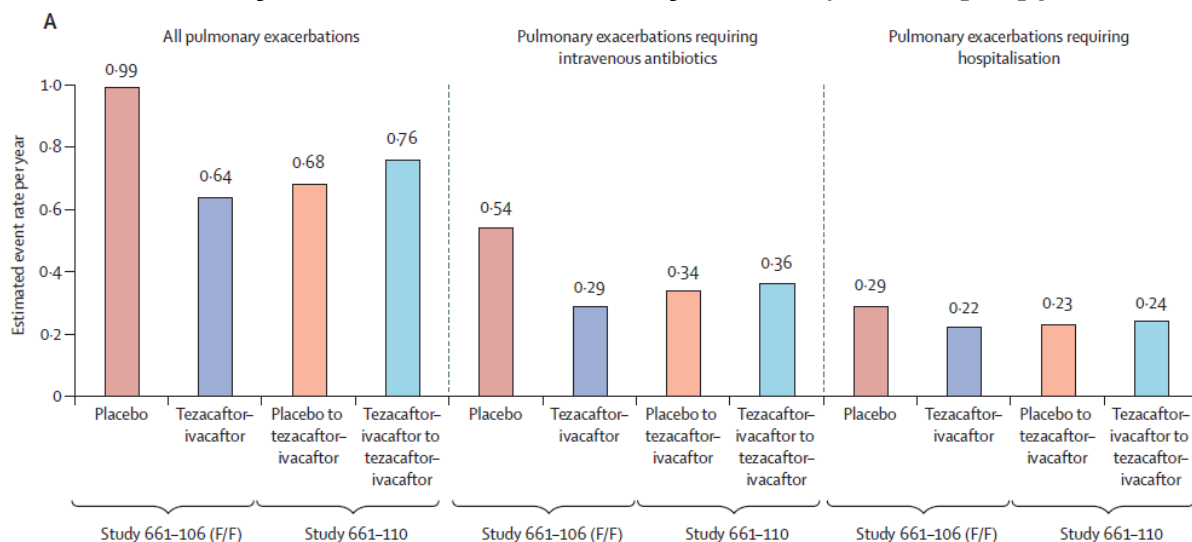 A
All pulmonary exacerbations
Pulmonary exacerbations requiring
intravenous antibiotics
Pulmonary exacerbations requiring
hospitalisation
Estimated event rate per year
1·0
0·8
0·6
0·4
0·2
0
0·99
0·64
0·68
0·76
0·54
0·29
0·34
0·36
0·29
0·22
0·23
0·24
Placebo
Tezacaftor–
ivacaftor
Placebo to
tezacaftor–
ivacaftor
Tezacaftor–
ivacaftor to
tezacaftor–
ivacaftor
Placebo
Tezacaftor–
ivacaftor
Placebo to
tezacaftor–
ivacaftor
Tezacaftor–
ivacaftor to
tezacaftor–
ivacaftor
Placebo
Tezacaftor–
ivacaftor
Placebo to
tezacaftor–
ivacaftor
Tezacaftor–
ivacaftor to
tezacaftor–
ivacaftor
Study 661–106 (F/F)
Study 661–110
Study 661–106 (F/F)
Study 661–110
Study 661–106 (F/F)
Study 661–110